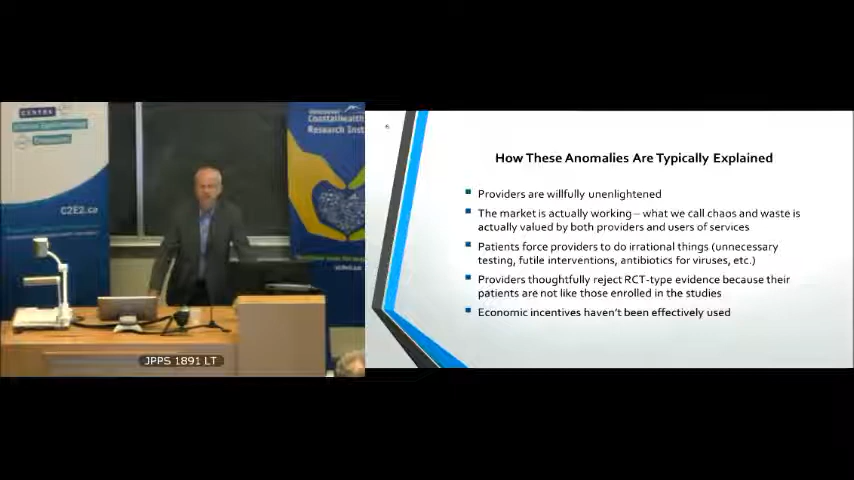 CENTRE
C2E2.ca
CoastalHealth
Research Inst
JPPS 1891 LT
6
How These Anomalies Are Typically Explained
Providers are willfully unenlightened
The market is actually working – what we call chaos and waste is
actually valued by both providers and users of services
Patients force providers to do irrational things (unnecessary
testing, futile interventions, antibiotics for viruses, etc.)
Providers thoughtfully reject RCT-type evidence because their
patients are not like those enrolled in the studies
Economic incentives haven't been effectively used